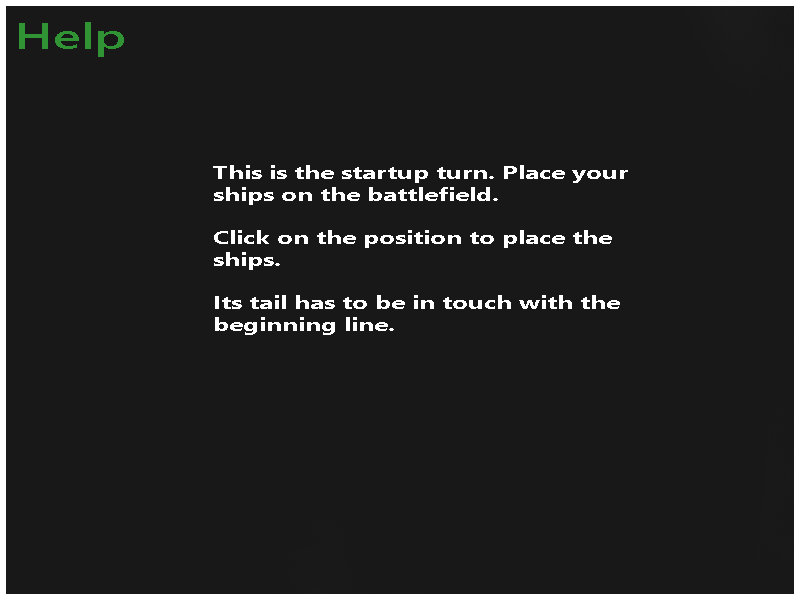 Help
This is the startup turn. Place your
ships on the battlefield.
Click on the position to place the
ships.
Its tail has to be in touch with the
beginning line.